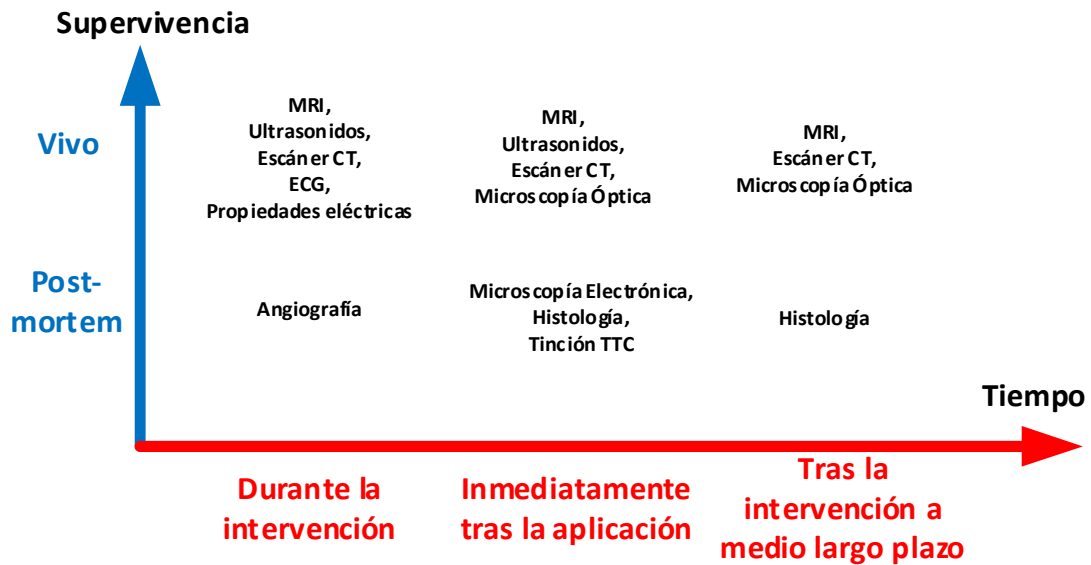 Supervivencia
Vivo
MRI,
Ultrasonidos,
Escáner CT,
ECG,
Propiedades eléctricas
MRI,
Ultrasonidos,
Escáner CT,
Microscopía Óptica
MRI,
Escáner CT,
Microscopía Óptica
Post-
mortem
Angiografía
Microscopía Electrónica,
Histología,
Tinción TTC
Histología
Tiempo
Durante la
intervención
Inmediatamente
tras la aplicación
Tras la
intervención a
medio largo plazo